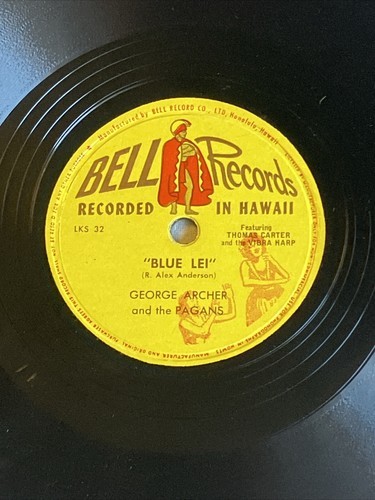 Manufactured by BELL RECORD CO., LTD., Honolulu, Hawaii
BELL Records
RECORDED IN HAWAII
LKS 32
Featuring
THOMAS CARTER
and the VIBRA HARP
"BLUE LEI"
(R. Alex Anderson)
GEORGE ARCHER
and the PAGANS